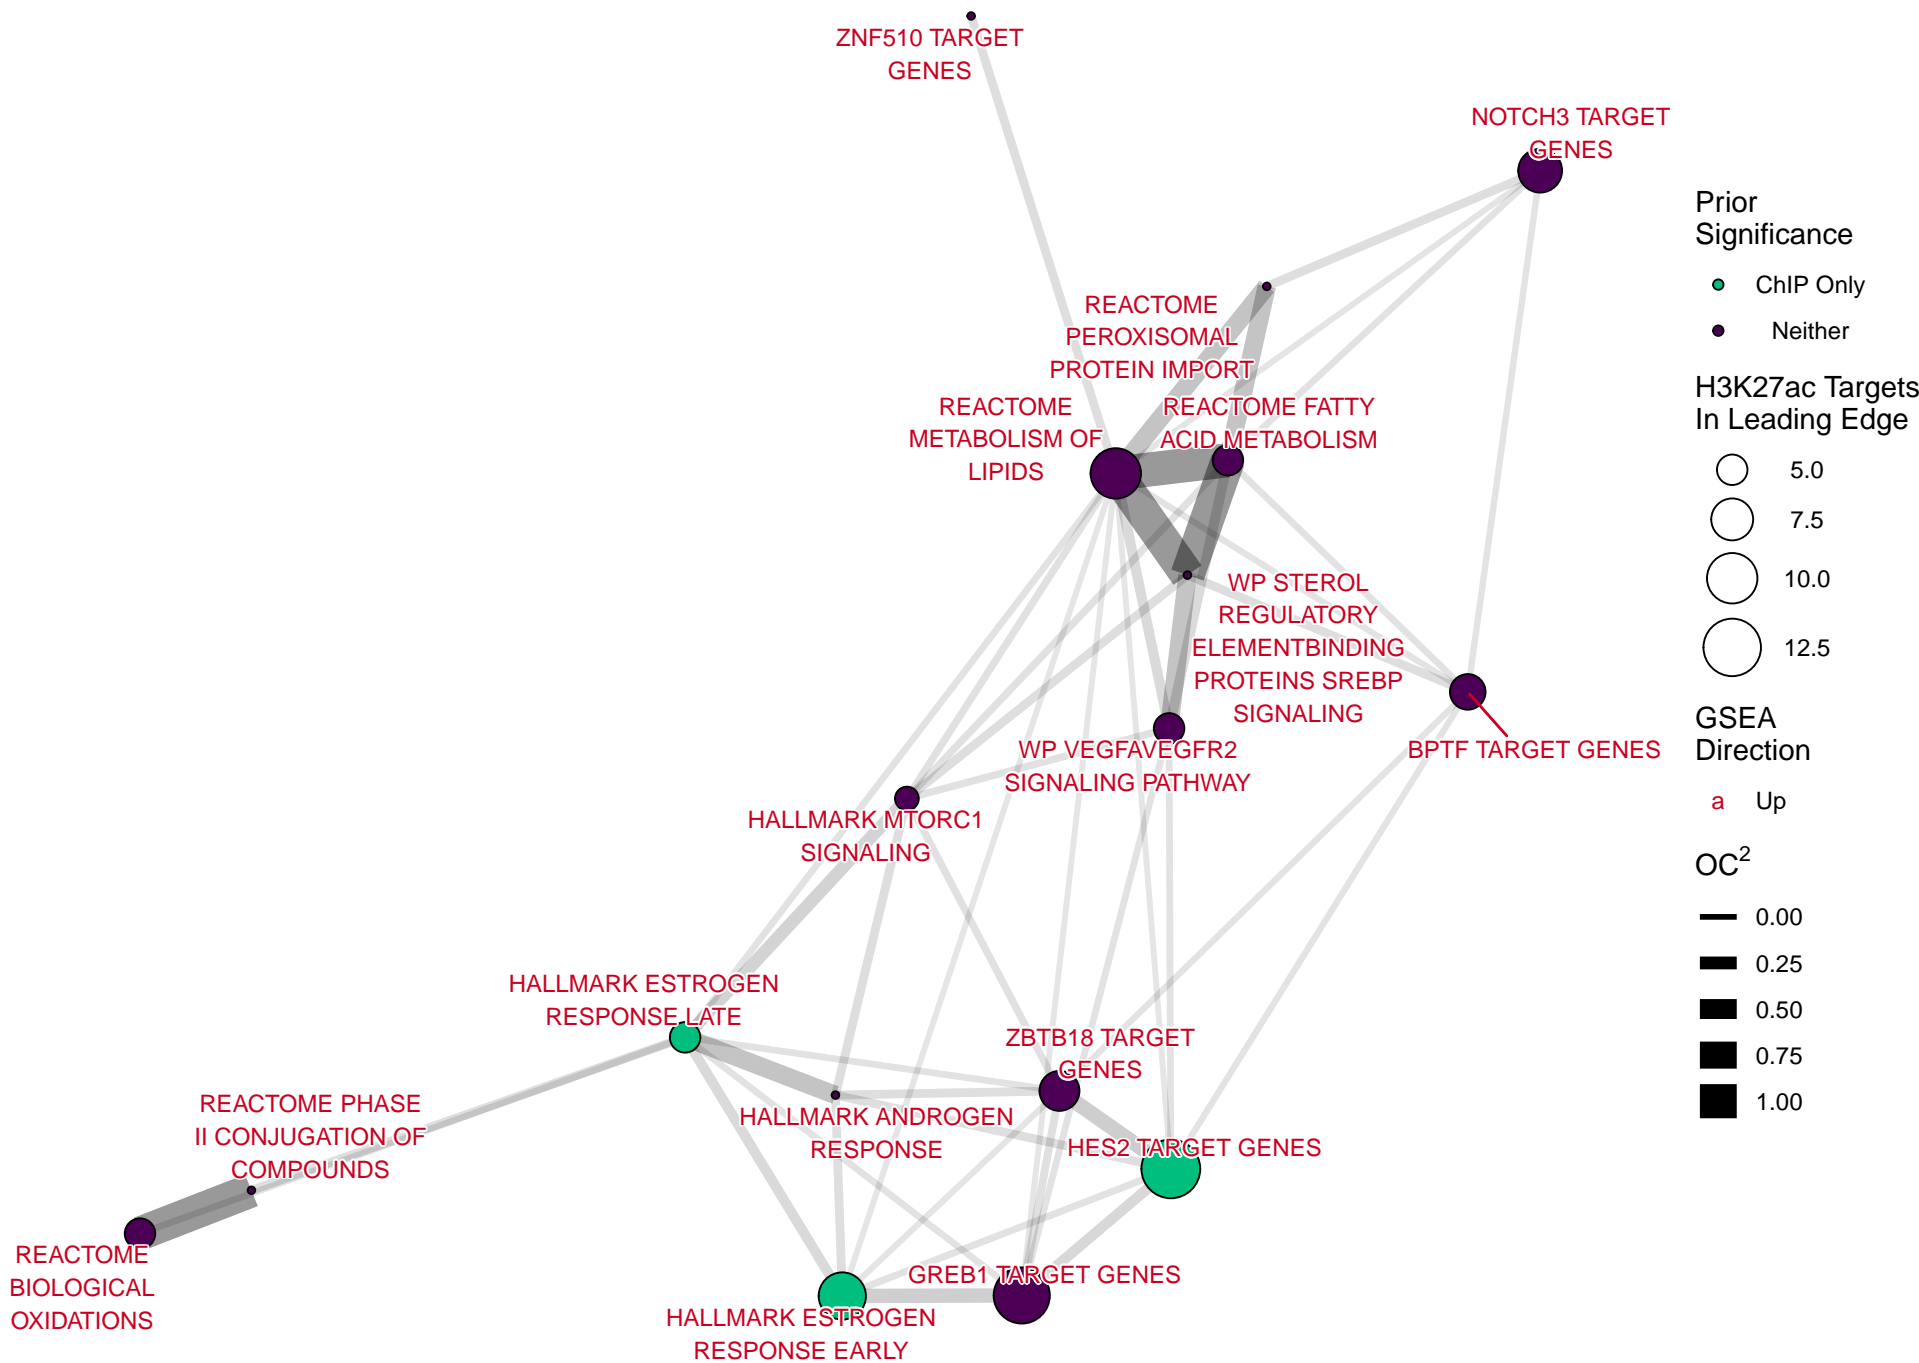 ZNF510 TARGET
GENES
NOTCH3 TARGET
GENES
REACTOME
PEROXISOMAL
PROTEIN IMPORT
REACTOME
METABOLISM OF
LIPIDS
REACTOME FATTY
ACID METABOLISM
WP STEROL
REGULATORY
ELEMENTBINDING
PROTEINS SREBP
SIGNALING
WP VEGFAVEGFR2
SIGNALING PATHWAY
BPTF TARGET GENES
HALLMARK MTORC1
SIGNALING
HALLMARK ESTROGEN
RESPONSE LATE
ZBTB18 TARGET
GENES
REACTOME PHASE
II CONJUGATION OF
COMPOUNDS
HALLMARK ANDROGEN
RESPONSE
HES2 TARGET GENES
REACTOME
BIOLOGICAL
OXIDATIONS
GREB1 TARGET GENES
HALLMARK ESTROGEN
RESPONSE EARLY
Prior
Significance
ChIP Only
Neither
H3K27ac Targets
In Leading Edge
5.0
7.5
10.0
12.5
GSEA
Direction
a Up
OC²
0.00
0.25
0.50
0.75
1.00